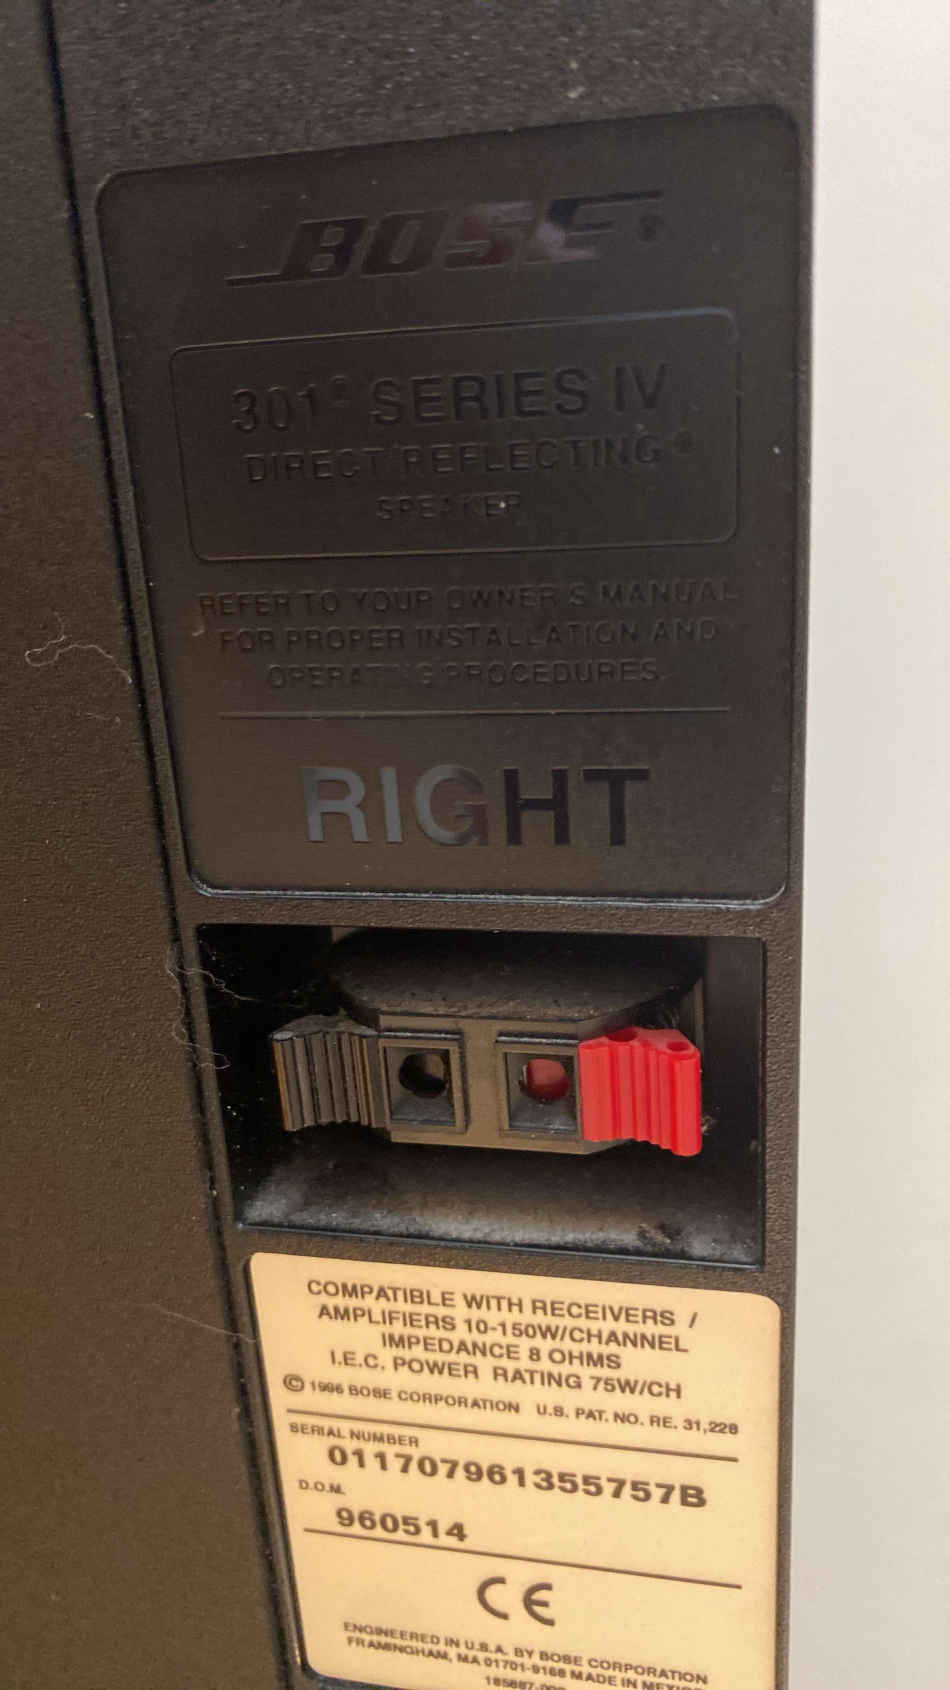 BOSE®
301® SERIES IV
DIRECT REFLECTING®
SPEAKER
REFER TO YOUR OWNER'S MANUAL
FOR PROPER INSTALLATION AND
OPERATING PROCEDURES
RIGHT
COMPATIBLE WITH RECEIVERS /
AMPLIFIERS 10-150W/CHANNEL
IMPEDANCE 8 OHMS
I.E.C. POWER RATING 75W/CH
© 1996 BOSE CORPORATION U.S. PAT. NO. RE. 31,228
SERIAL NUMBER
011707961355757B
D.O.M.
960514
CE
ENGINEERED IN U.S.A. BY BOSE CORPORATION
FRAMINGHAM, MA 01701-9168 MADE IN MEXICO